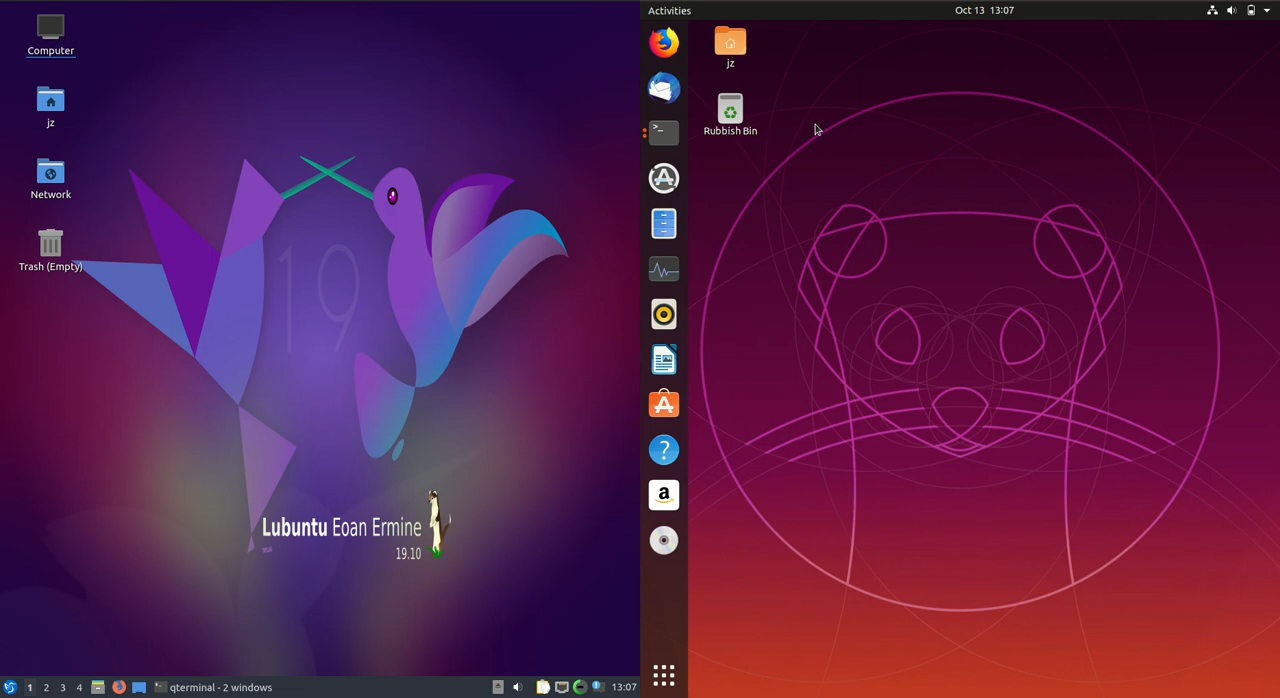 Computer
jz
Network
Trash (Empty)
19
Lubuntu Eoan Ermine
19.10
1 2 3 4
qterminal - 2 windows
13:07
Activities
Oct 13 13:07
jz
Rubbish Bin
>_
?
a